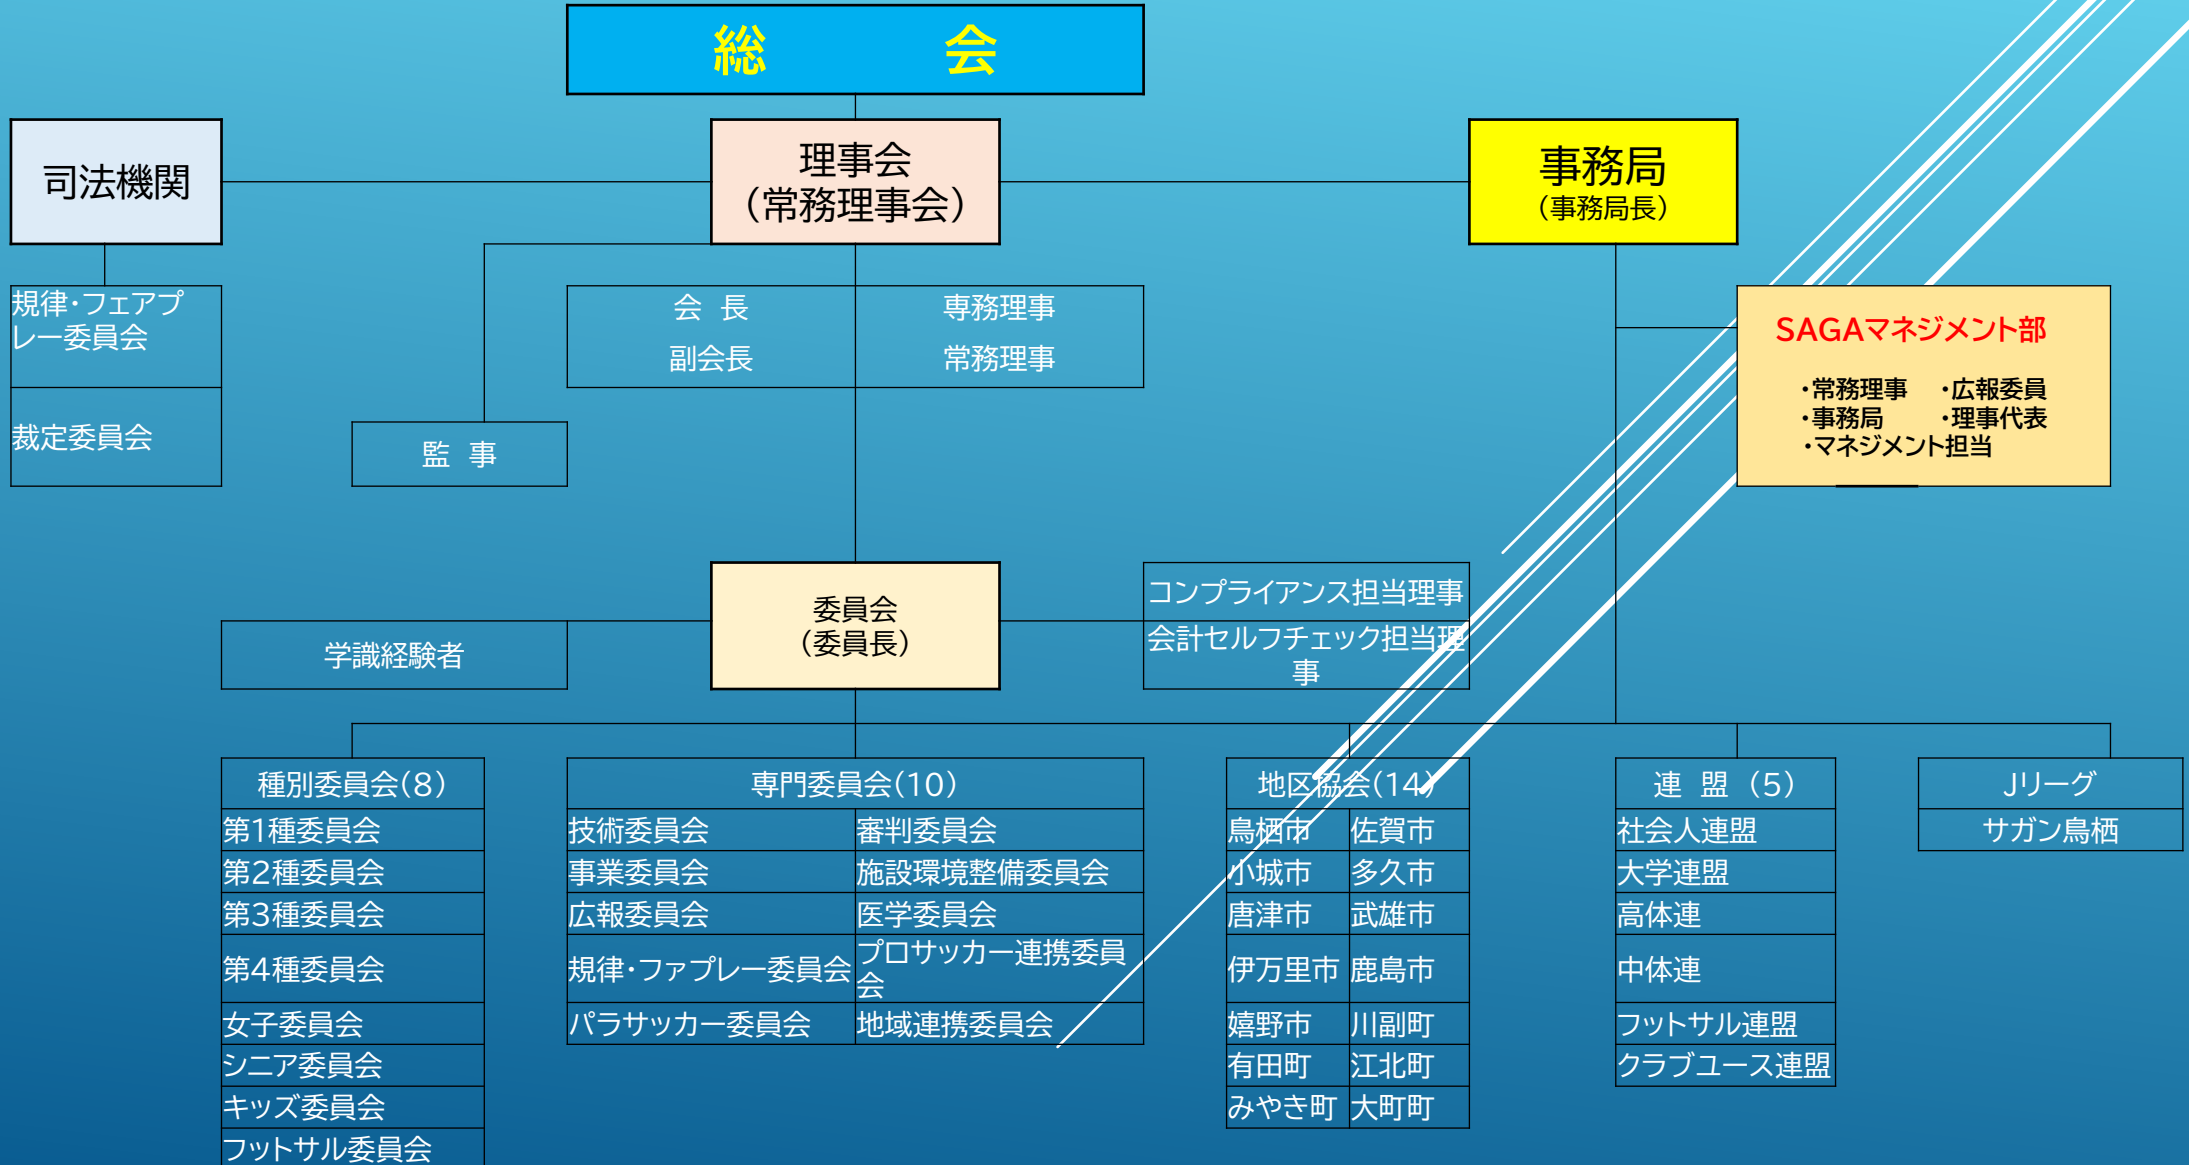 総　会
司法機関
理事会
（常務理事会）
事務局
（事務局長）
規律・フェアプ
レー委員会
裁定委員会
会 長
専務理事
副会長
常務理事
監 事
SAGAマネジメント部
・常務理事 ・広報委員
・事務局 ・理事代表
・マネジメント担当
委員会
（委員長）
学識経験者
コンプライアンス担当理事
会計セルフチェック担当理
事
種別委員会(8)
第1種委員会
第2種委員会
第3種委員会
第4種委員会
女子委員会
シニア委員会
キッズ委員会
フットサル委員会
専門委員会(10)
技術委員会 審判委員会
事業委員会 施設環境整備委員会
広報委員会 医学委員会
規律・ファプレー委員会 プロサッカー連携委員
会
パラサッカー委員会 地域連携委員会
地区協会(14)
鳥栖市 佐賀市
小城市 多久市
唐津市 武雄市
伊万里市 鹿島市
嬉野市 川副町
有田町 江北町
みやき町 大町町
連 盟 （5）
社会人連盟
大学連盟
高体連
中体連
フットサル連盟
クラブユース連盟
Jリーグ
サガン鳥栖